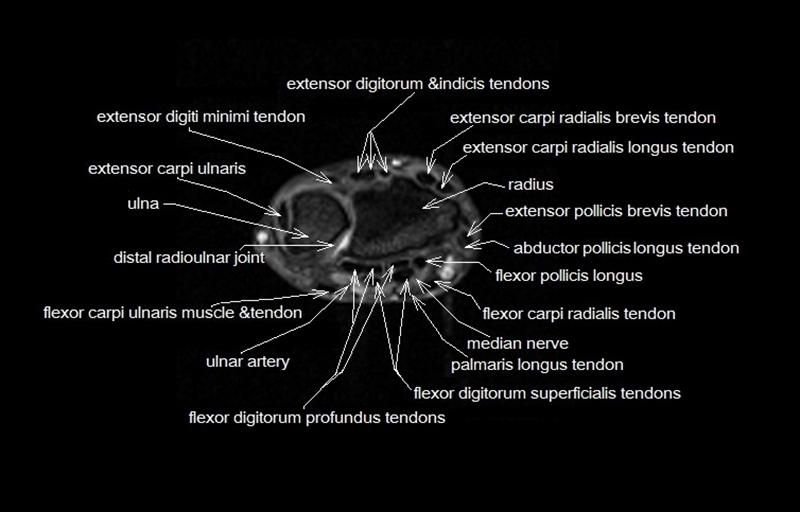 extensor digitorum &indicis tendons
extensor digiti minimi tendon
extensor carpi radialis brevis tendon
extensor carpi radialis longus tendon
extensor carpi ulnaris
radius
ulna
extensor pollicis brevis tendon
abductor pollicis longus tendon
distal radioulnar joint
flexor pollicis longus
flexor carpi ulnaris muscle &tendon
flexor carpi radialis tendon
median nerve
ulnar artery
palmaris longus tendon
flexor digitorum superficialis tendons
flexor digitorum profundus tendons